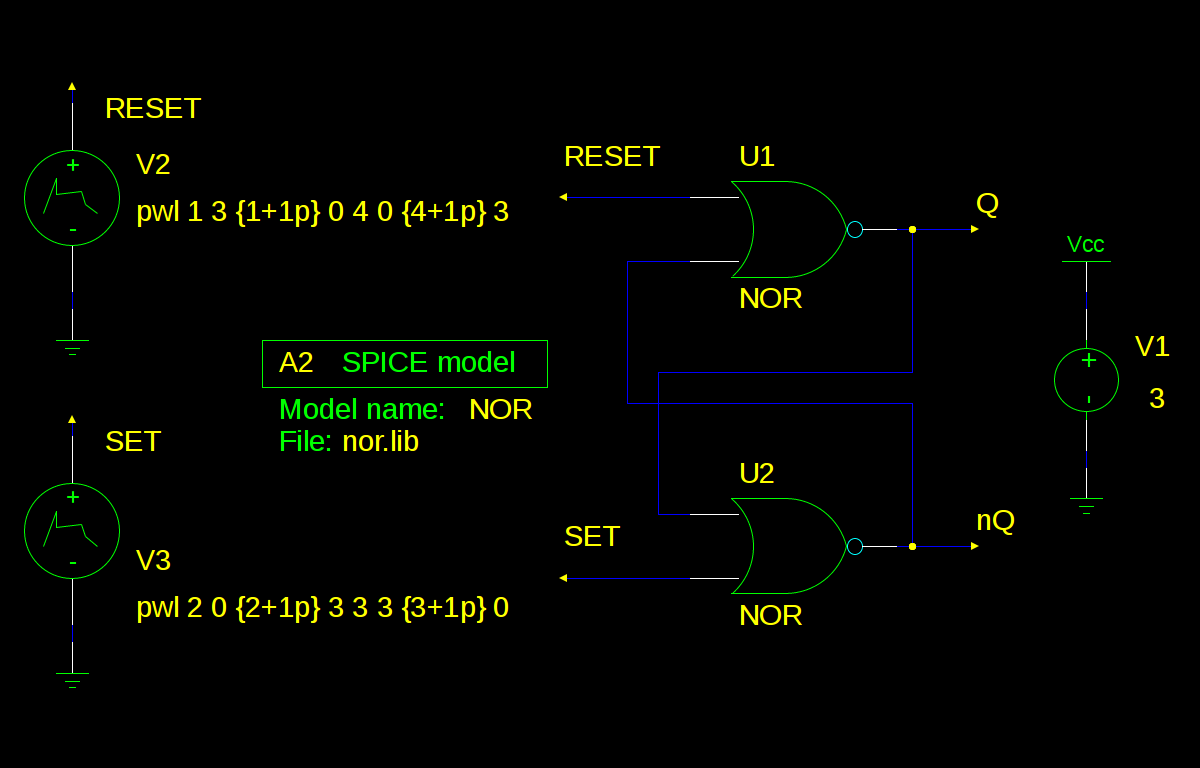 RESET
V2
pwl 1 3 {1+1p} 0 4 0 {4+1p} 3
SET
V3
pwl 2 0 {2+1p} 3 3 3 {3+1p} 0
A2 SPICE model
Model name: NOR
File: nor.lib
RESET
U1
NOR
Q
SET
U2
NOR
nQ
Vcc
V1
3